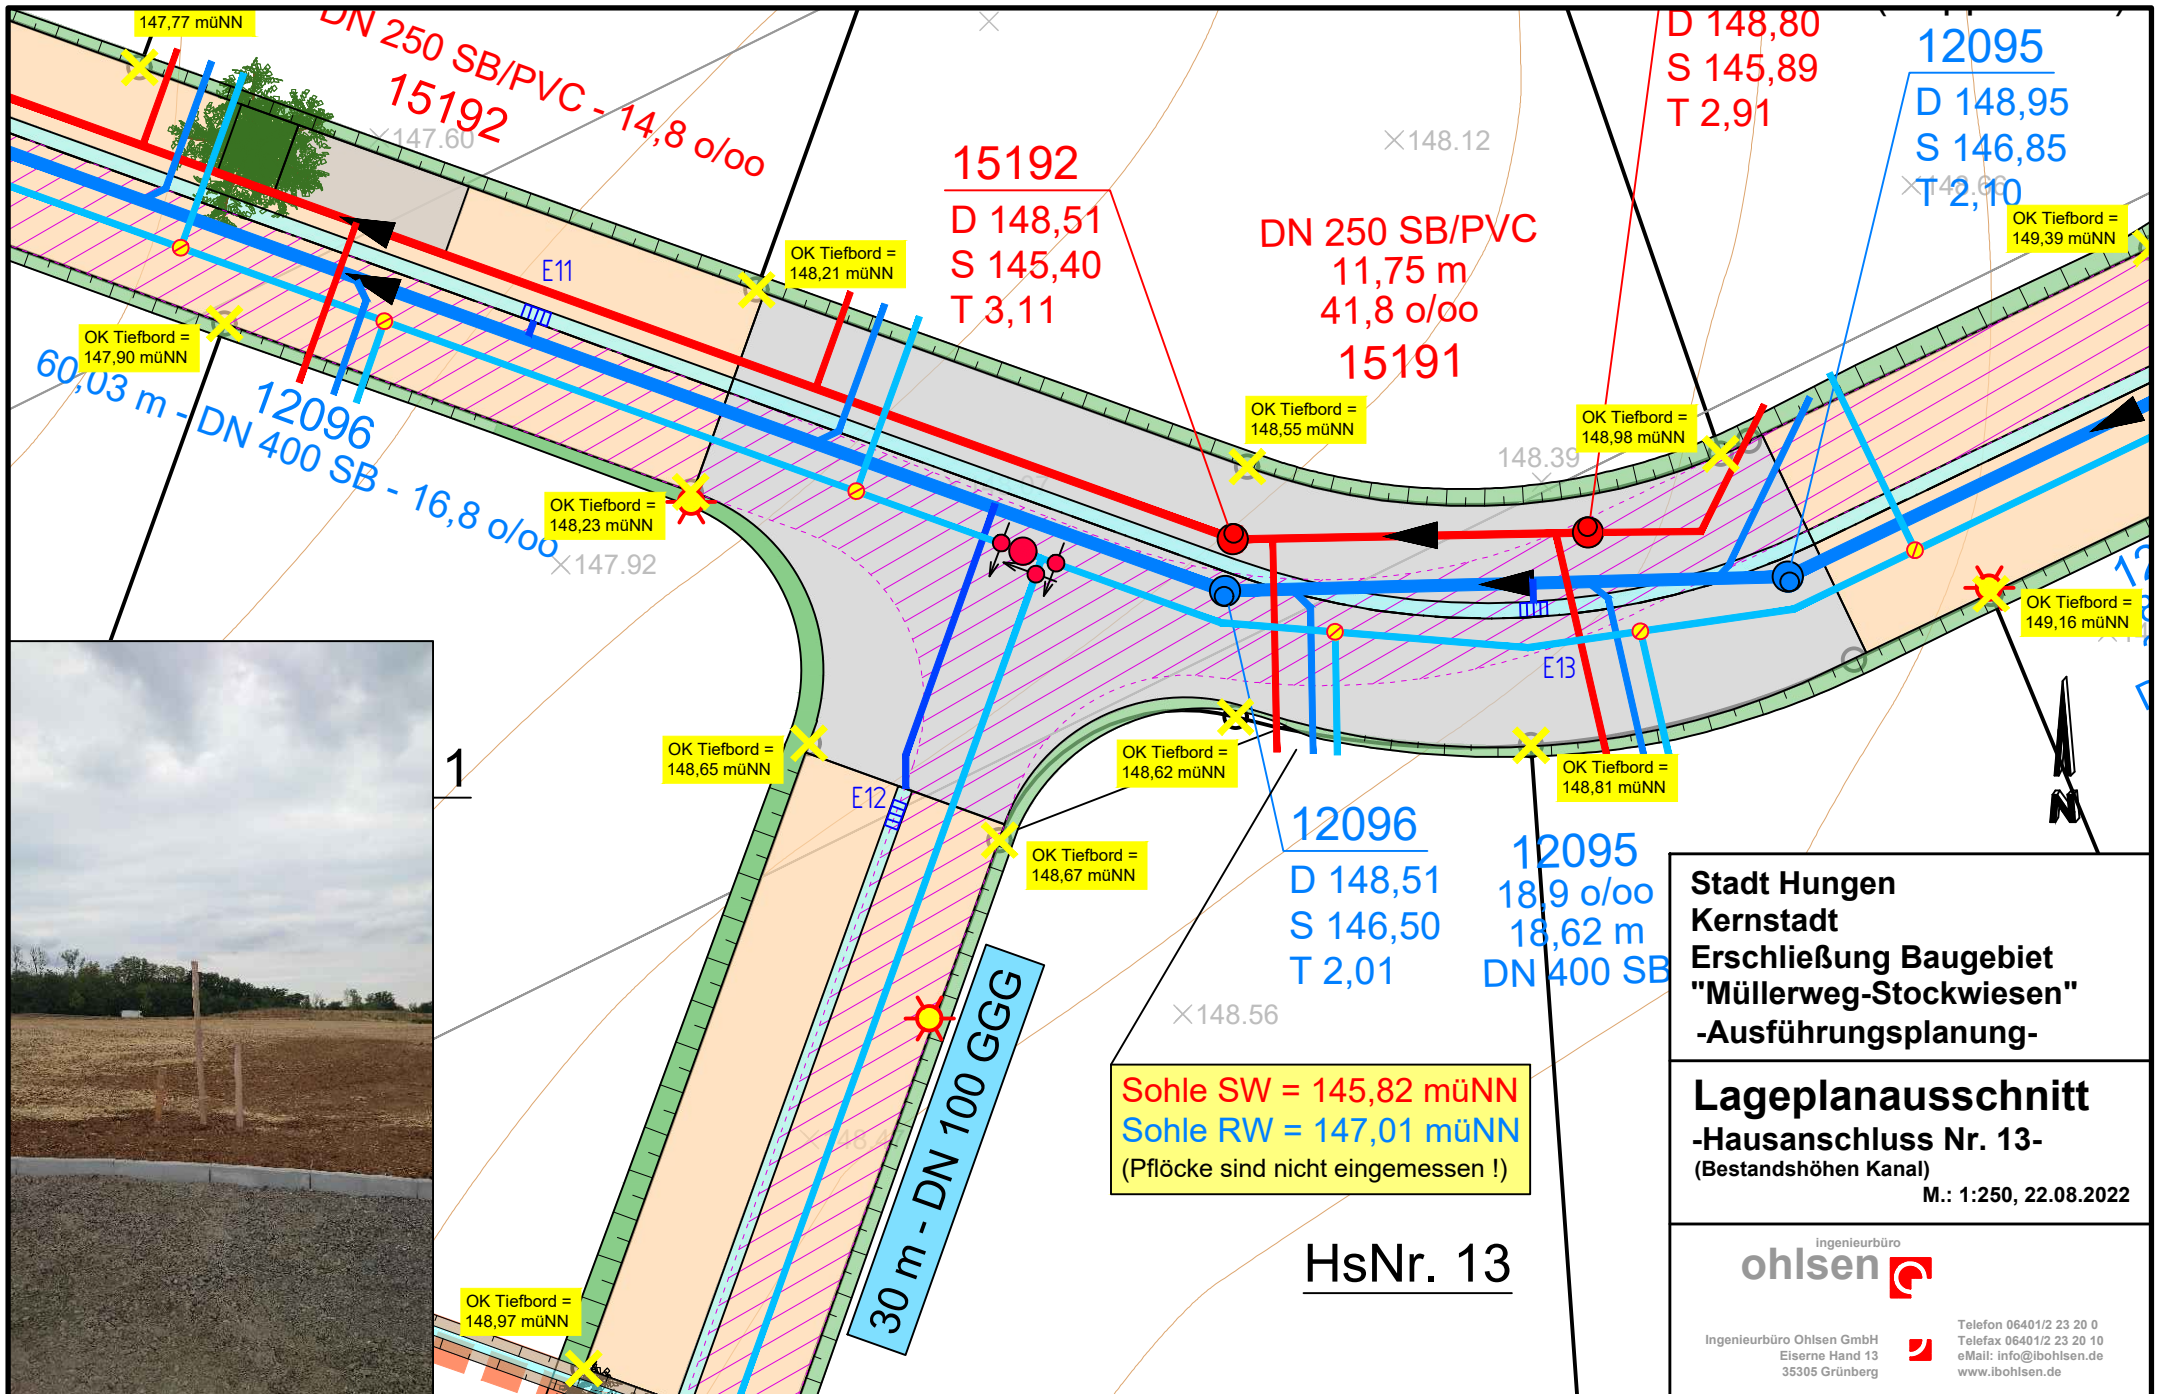 147,77 müNN
DN 250 SB/PVC - 14,8 o/oo
15192
147.60
15192
D 148,51
S 145,40
T 3,11
148.12
DN 250 SB/PVC
11,75 m
41,8 o/oo
15191
D 148,80
S 145,89
T 2,91
12095
D 148,95
S 146,85
T 2,10
148.66
OK Tiefbord =
149,39 müNN
OK Tiefbord =
148,21 müNN
E11
OK Tiefbord =
147,90 müNN
60,03 m - DN 400 SB - 16,8 o/oo
12096
OK Tiefbord =
148,55 müNN
OK Tiefbord =
148,98 müNN
148.39
OK Tiefbord =
148,23 müNN
147.92
OK Tiefbord =
149,16 müNN
E13
OK Tiefbord =
148,65 müNN
OK Tiefbord =
148,62 müNN
OK Tiefbord =
148,81 müNN
1
E12
OK Tiefbord =
148,67 müNN
12096
D 148,51
S 146,50
T 2,01
12095
18,9 o/oo
18,62 m
DN 400 SB
N
148.56
30 m - DN 100 GGG
Sohle SW = 145,82 müNN
Sohle RW = 147,01 müNN
(Pflöcke sind nicht eingemessen !)
HsNr. 13
OK Tiefbord =
148,97 müNN
Stadt Hungen
Kernstadt
Erschließung Baugebiet
"Müllerweg-Stockwiesen"
-Ausführungsplanung-
Lageplanausschnitt
-Hausanschluss Nr. 13-
(Bestandshöhen Kanal)
M.: 1:250, 22.08.2022
ingenieurbüro
ohlsen
Ingenieurbüro Ohlsen GmbH
Eiserne Hand 13
35305 Grünberg
Telefon 06401/2 23 20 0
Telefax 06401/2 23 20 10
eMail: info@ibohlsen.de
www.ibohlsen.de